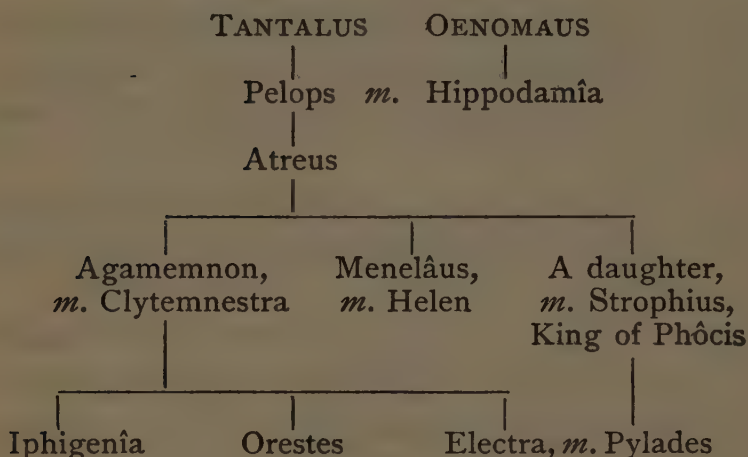 TANTALUS OENOMAUS
Pelops m. Hippodamîa
Atreus
Agamemnon, Menelâus, A daughter,
m. Clytemnestra m. Helen m. Strophius,
King of Phôcis
Iphigenîa Orestes Electra, m. Pylades